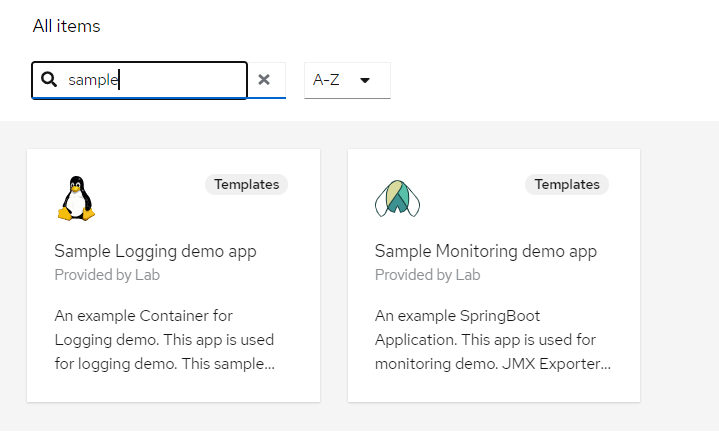 All items
sample
A-Z
Templates
Sample Logging demo app
Provided by Lab
An example Container for
Logging demo. This app is used
for logging demo. This sample...
Templates
Sample Monitoring demo app
Provided by Lab
An example SpringBoot
Application. This app is used for
monitoring demo. JMX Exporter...